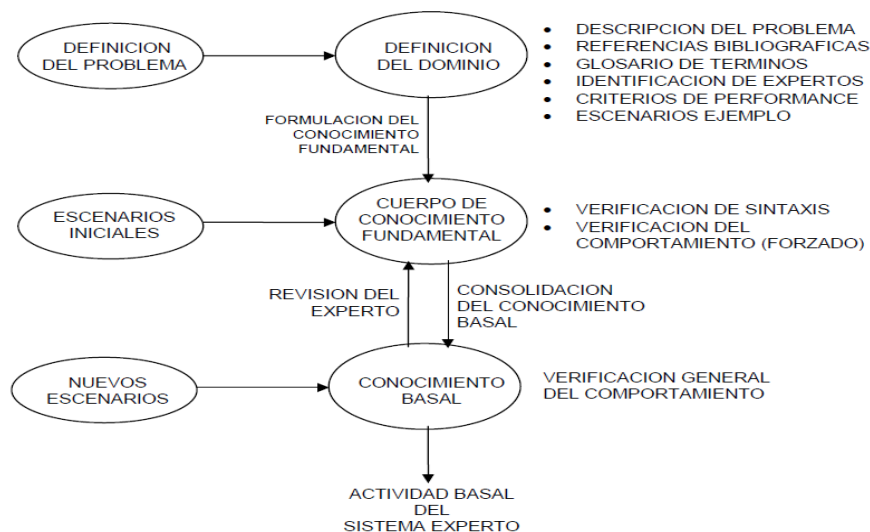 DEFINICION
DEL PROBLEMA
DEFINICION
DEL DOMINIO
• DESCRIPCION DEL PROBLEMA
• REFERENCIAS BIBLIOGRAFICAS
• GLOSARIO DE TERMINOS
• IDENTIFICACION DE EXPERTOS
• CRITERIOS DE PERFORMANCE
• ESCENARIOS EJEMPLO
FORMULACION DEL
CONOCIMIENTO
FUNDAMENTAL
ESCENARIOS
INICIALES
CUERPO DE
CONOCIMIENTO
FUNDAMENTAL
• VERIFICACION DE SINTAXIS
• VERIFICACION DEL
COMPORTAMIENTO (FORZADO)
REVISION DEL
EXPERTO
CONSOLIDACION
DEL CONOCIMIENTO
BASAL
NUEVOS
ESCENARIOS
CONOCIMIENTO
BASAL
VERIFICACION GENERAL
DEL COMPORTAMIENTO
ACTIVIDAD BASAL
DEL
SISTEMA EXPERTO